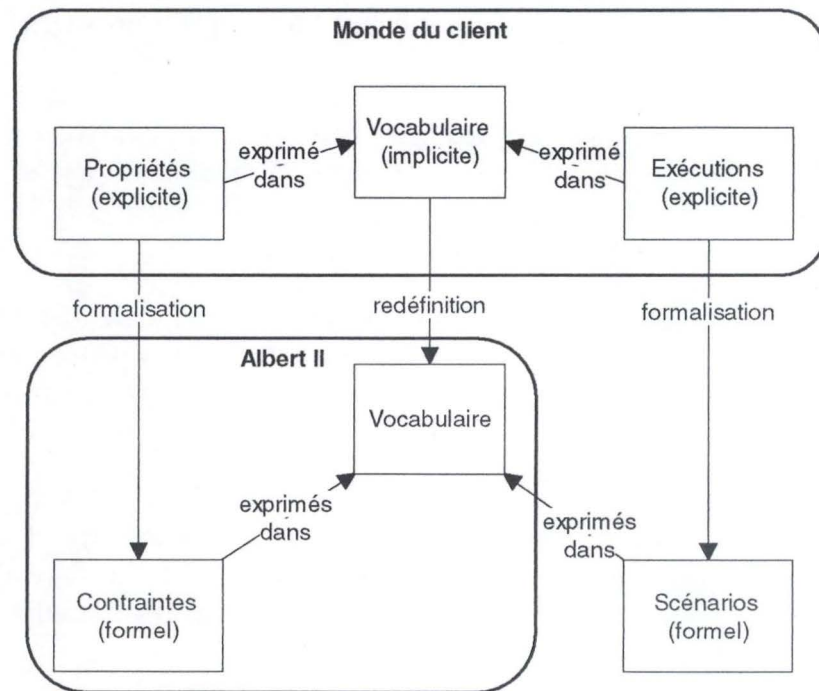 Monde du client
Vocabulaire
(implicite)
Propriétés
(explicite)
exprimé
dans
exprimé
dans
Exécutions
(explicite)
formalisation
redéfinition
formalisation
Albert II
Vocabulaire
exprimés
dans
exprimés
dans
Contraintes
(formel)
Scénarios
(formel)